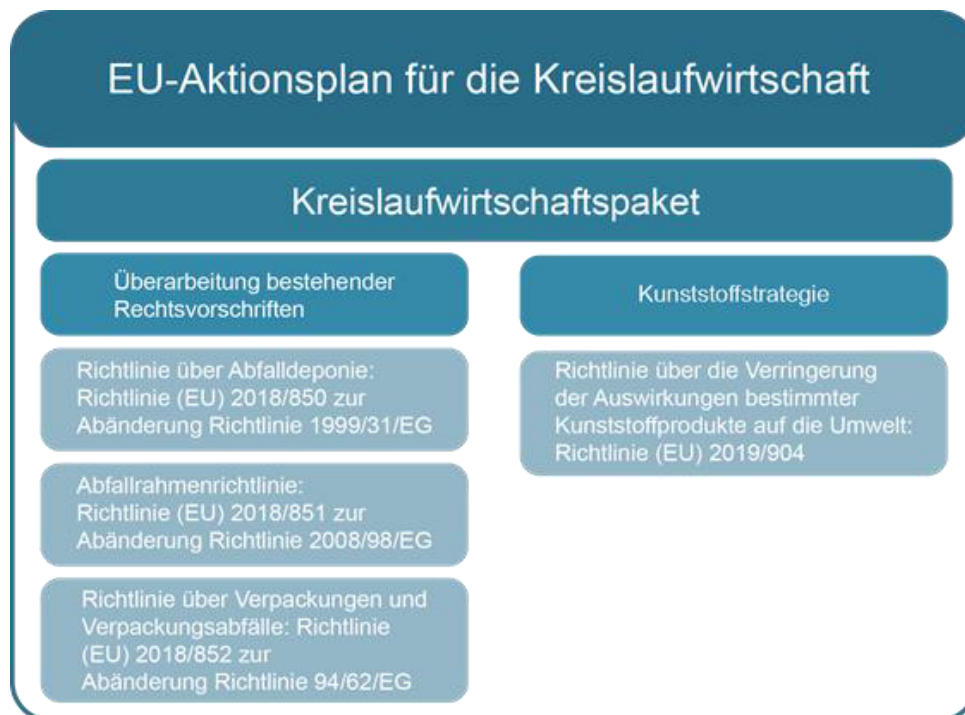 EU-Aktionsplan für die Kreislaufwirtschaft
Kreislaufwirtschaftspaket
Überarbeitung bestehender
Rechtsvorschriften
Richtlinie über Abfalldeponie:
Richtlinie (EU) 2018/850 zur
Abänderung Richtlinie 1999/31/EG
Abfallrahmenrichtlinie:
Richtlinie (EU) 2018/851 zur
Abänderung Richtlinie 2008/98/EG
Richtlinie über Verpackungen und
Verpackungsabfälle: Richtlinie
(EU) 2018/852 zur
Abänderung Richtlinie 94/62/EG
Kunststoffstrategie
Richtlinie über die Verringerung
der Auswirkungen bestimmter
Kunststoffprodukte auf die Umwelt:
Richtlinie (EU) 2019/904